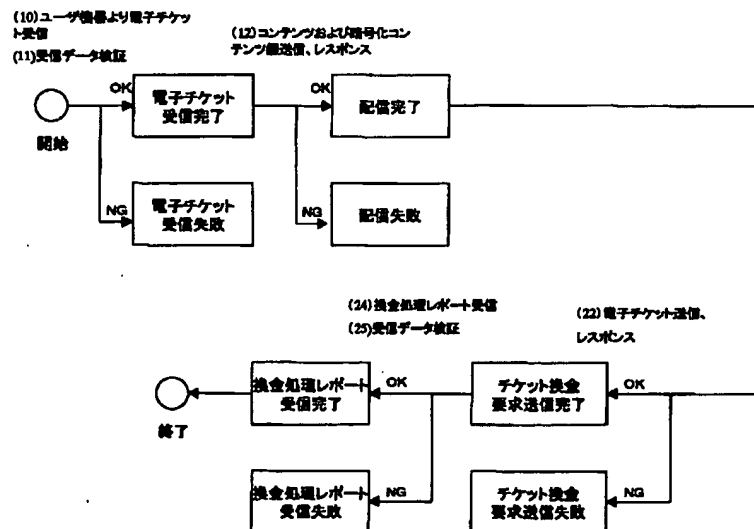 (10)ユーザ機器より電子チケッ
ト受信
(11)受信データ検証
(12)コンテンツおよび暗号化コン
テンツ鍵送信、レスポンス
OK
電子チケット
受信完了
OK
配信完了
開始
NG
電子チケット
受信失敗
NG
配信失敗
(24)換金処理レポート受信
(25)受信データ検証
(22)電子チケット送信、
レスポンス
換金処理レポート
受信完了
OK
チケット換金
要求送信完了
OK
終了
換金処理レポート
受信失敗
NG
チケット換金
要求送信失敗
NG